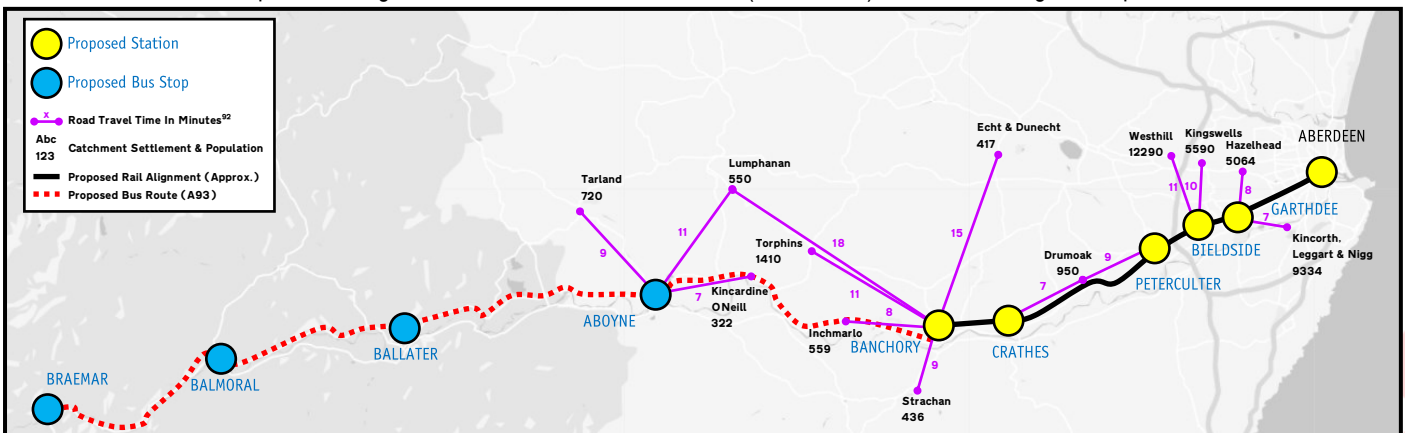 Proposed Station
Proposed Bus Stop
x
Road Travel Time In Minutes92
Abc
123
Catchment Settlement & Population
Proposed Rail Alignment (Approx.)
Proposed Bus Route (A93)
Echt & Dunecht
417
Westhill
12290
Kingswells
5590
Hazelhead
5064
ABERDEEN
Tarland
720
Lumphanan
550
11
10
8
GARTHDEE
7
Kincorth.
Leggart & Nigg
9334
9
11
18
15
Torphins
1410
BIELDSIDE
Drumoak
950
9
PETERCULTER
7
7
Kincardine
ONeill
322
11
8
Inchmarlo
559
ABOYNE
BANCHORY
CRATHES
9
Strachan
436
BALLATER
BALMORAL
BRAEMAR